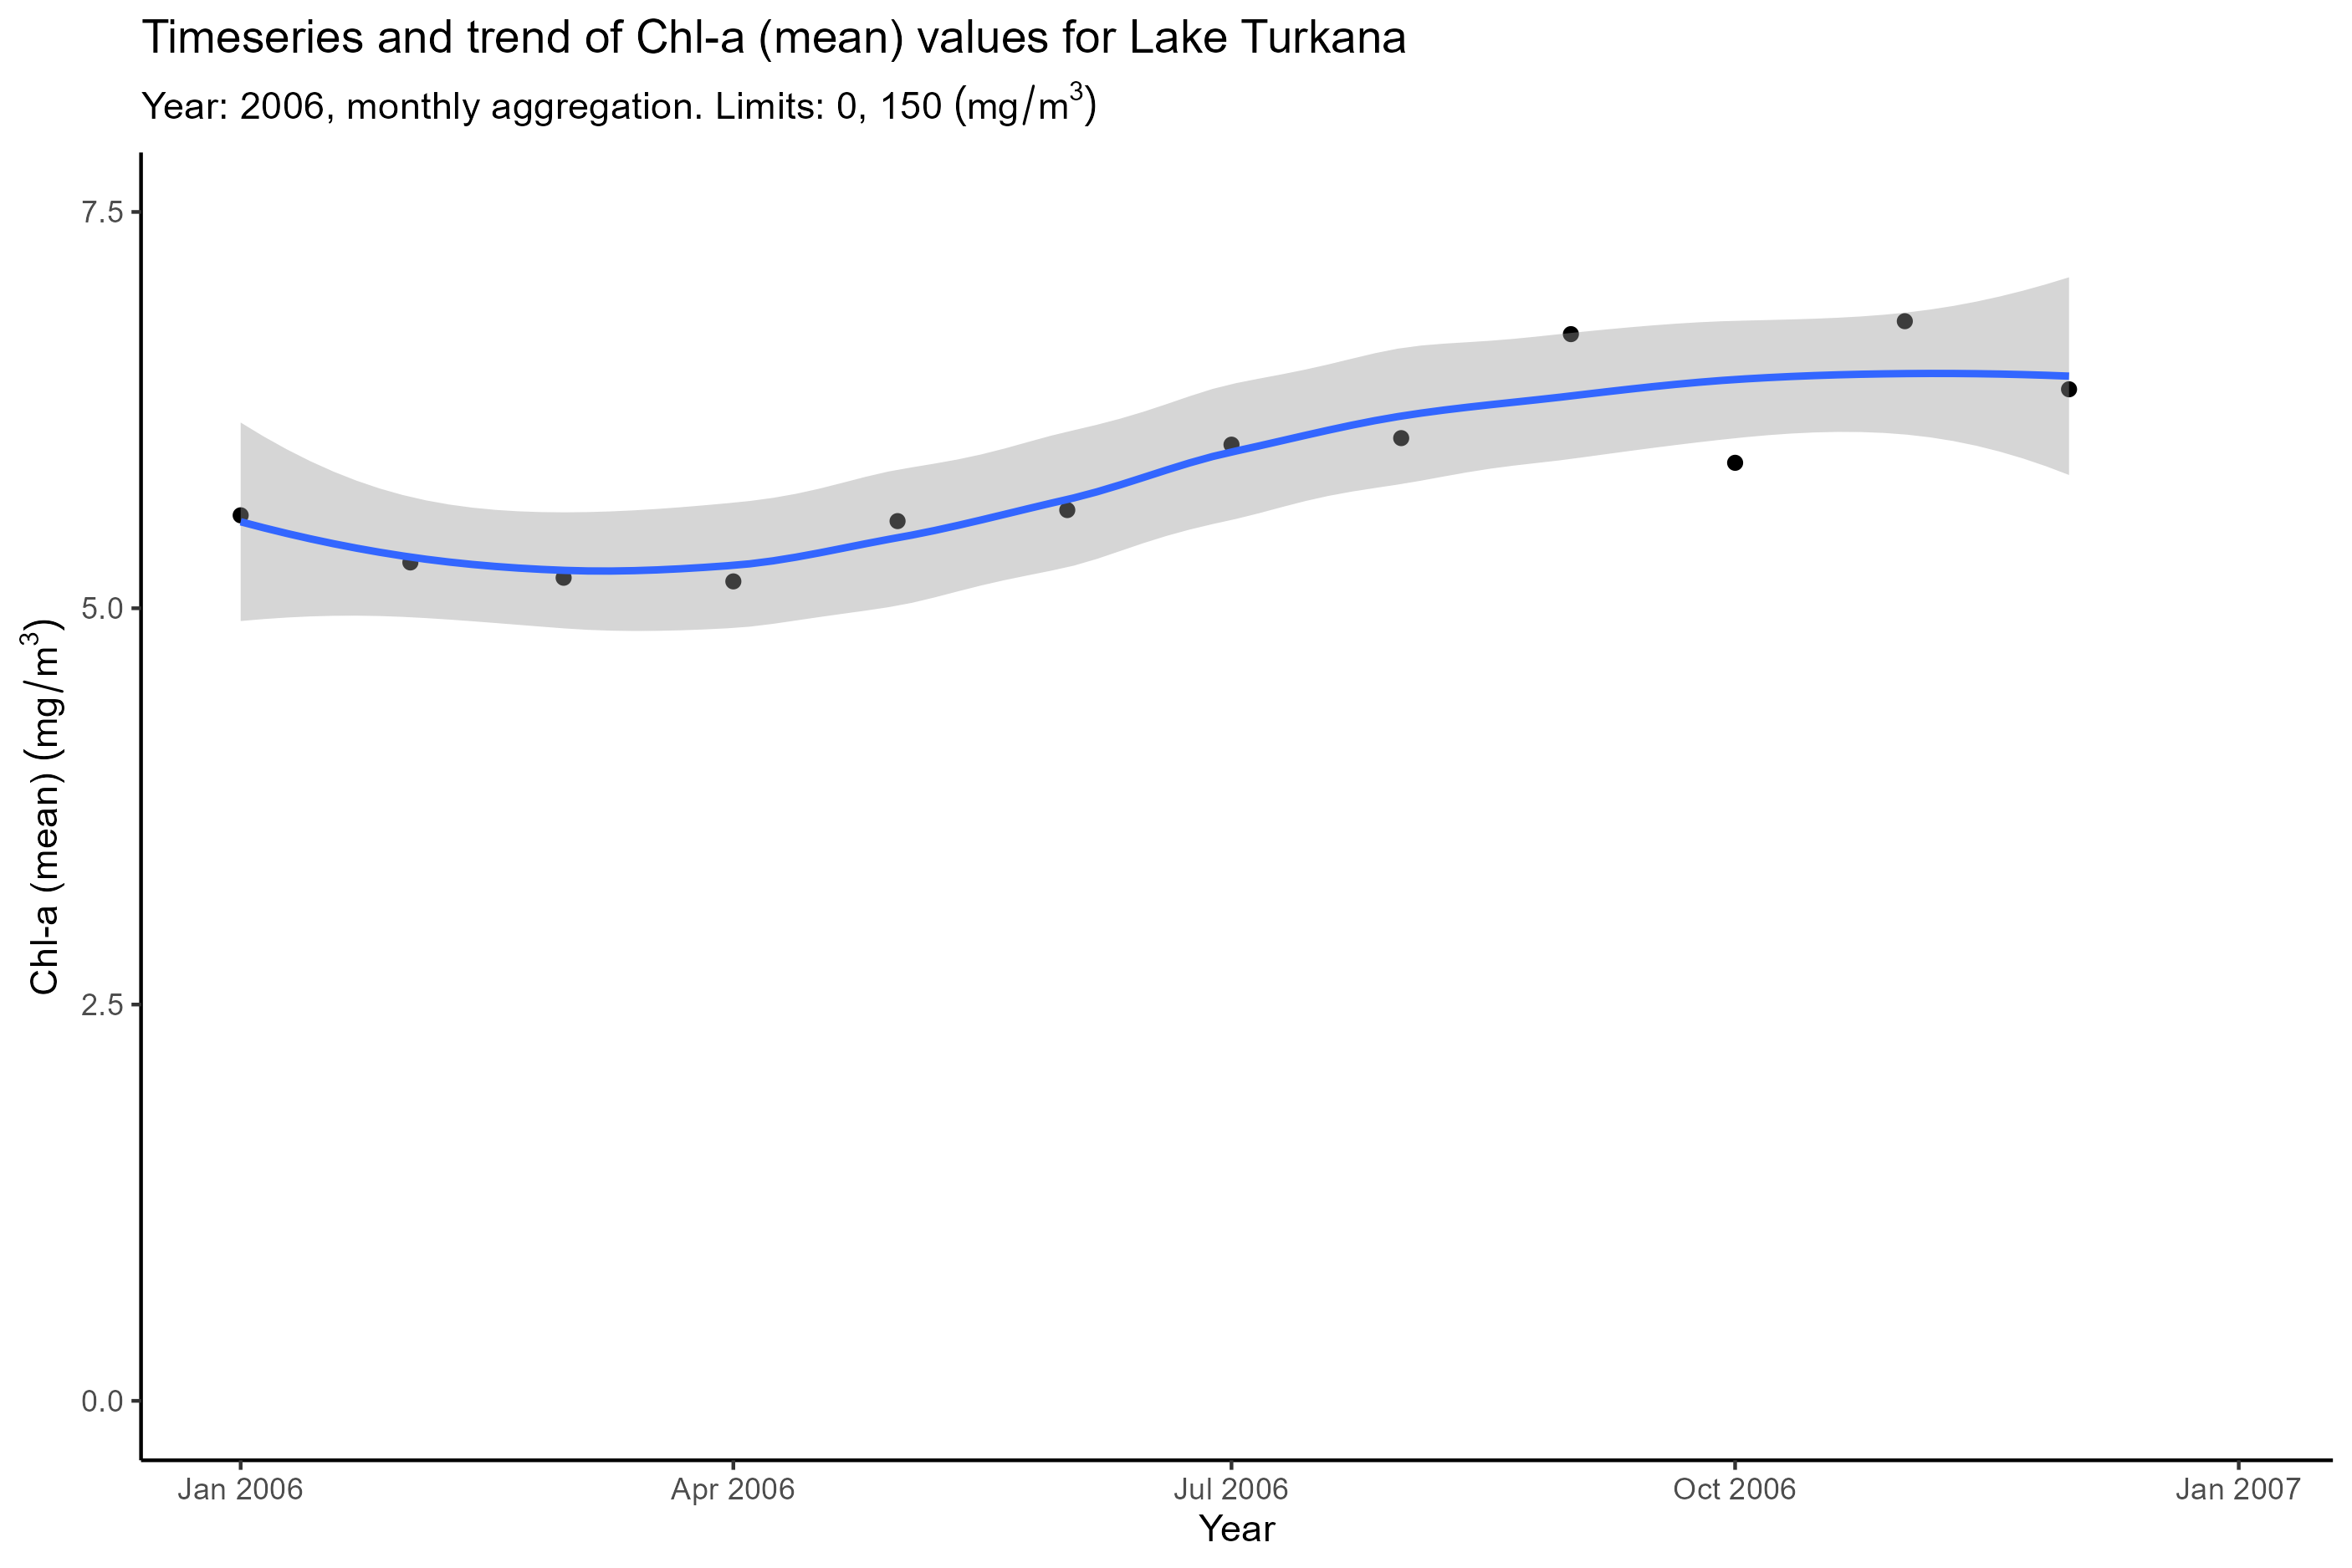 Timeseries and trend of Chl-a (mean) values for Lake Turkana
Year: 2006, monthly aggregation. Limits: 0, 150 (mg/m³)
7.5
5.0
2.5
0.0
Chl-a (mean) (mg/m³)
Jan 2006 Apr 2006 Jul 2006 Oct 2006 Jan 2007
Year